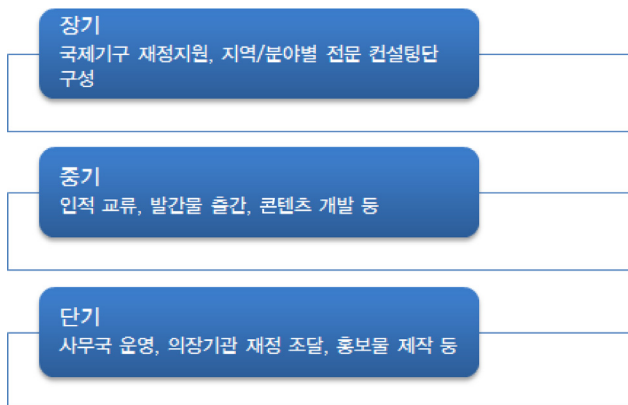 장기
국제기구 재정지원, 지역/분야별 전문 컨설팅단
구성
중기
인적 교류, 발간물 출간, 콘텐츠 개발 등
단기
사무국 운영, 의장기관 재정 조달, 홍보물 제작 등